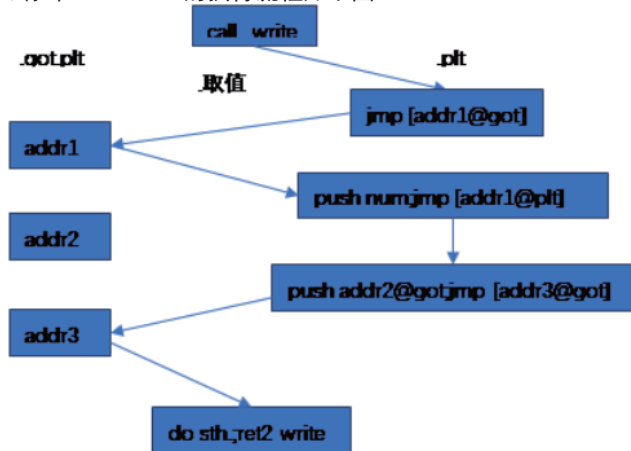 call write
.got.plt
.plt
.取值
jmp [addr1@got]
addr1
push num;jmp [addr1@plt]
addr2
push addr2@got;jmp [addr3@got]
addr3
do sth.;ret2 write